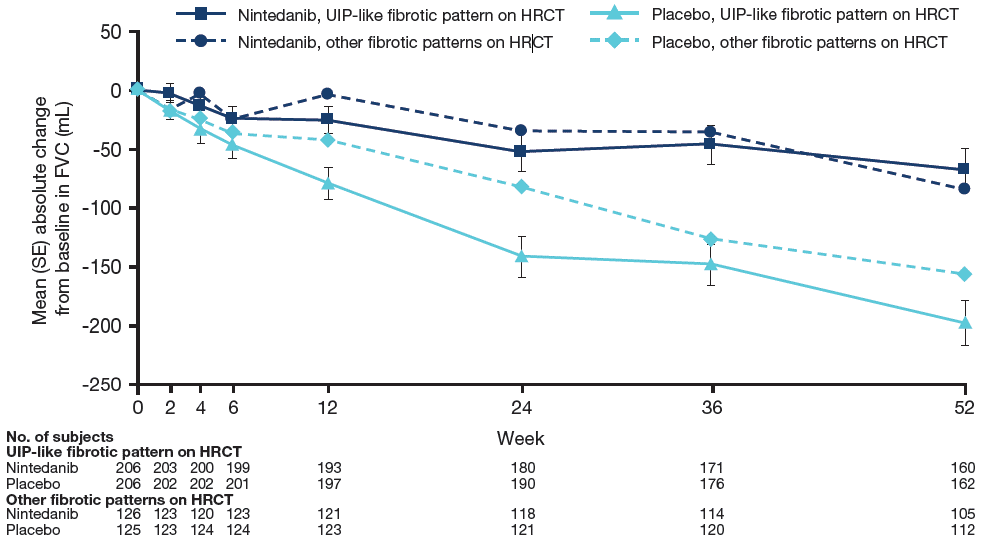 Nintedanib, UIP-like fibrotic pattern on HRCT
Placebo, UIP-like fibrotic pattern on HRCT
Nintedanib, other fibrotic patterns on HRCT
Placebo, other fibrotic patterns on HRCT
Mean (SE) absolute change
from baseline in FVC (mL)
50
0
-50
-100
-150
-200
-250
0 2 4 6 12 24 36 52
Week
No. of subjects
UIP-like fibrotic pattern on HRCT
Nintedanib 206 203 200 199 193 180 171 160
Placebo 206 202 202 201 197 190 176 162
Other fibrotic patterns on HRCT
Nintedanib 126 123 120 123 121 118 114 105
Placebo 125 123 124 124 123 121 120 112